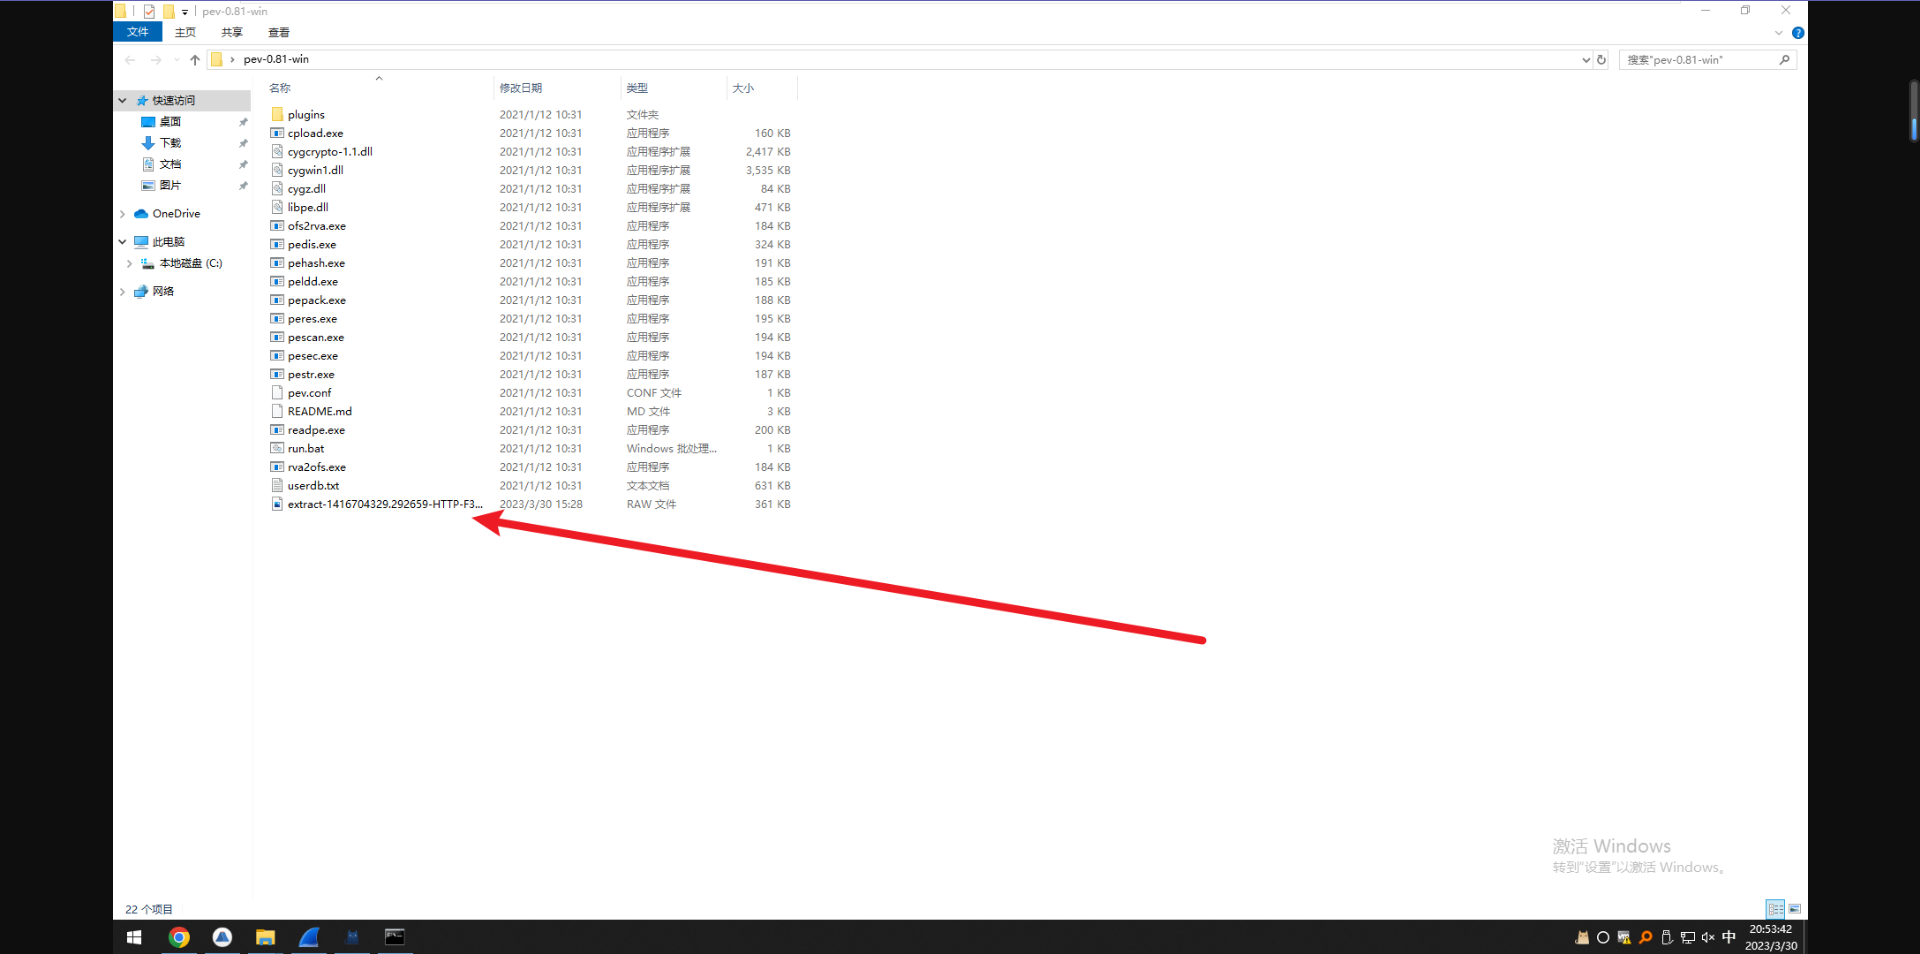 pev-0.81-win
文件 主页 共享 查看
pev-0.81-win
搜索"pev-0.81-win"
名称 修改日期 类型 大小
快速访问
桌面
下载
文档
图片
OneDrive
此电脑
本地磁盘 (C:)
网络
plugins 2021/1/12 10:31 文件夹
cpload.exe 2021/1/12 10:31 应用程序 160 KB
cygcrypto-1.1.dll 2021/1/12 10:31 应用程序扩展 2,417 KB
cygwin1.dll 2021/1/12 10:31 应用程序扩展 3,535 KB
cygz.dll 2021/1/12 10:31 应用程序扩展 84 KB
libpe.dll 2021/1/12 10:31 应用程序扩展 471 KB
ofs2rva.exe 2021/1/12 10:31 应用程序 184 KB
pedis.exe 2021/1/12 10:31 应用程序 324 KB
pehash.exe 2021/1/12 10:31 应用程序 191 KB
peldd.exe 2021/1/12 10:31 应用程序 185 KB
pepack.exe 2021/1/12 10:31 应用程序 188 KB
peres.exe 2021/1/12 10:31 应用程序 195 KB
pescan.exe 2021/1/12 10:31 应用程序 194 KB
pesec.exe 2021/1/12 10:31 应用程序 194 KB
pestr.exe 2021/1/12 10:31 应用程序 187 KB
pev.conf 2021/1/12 10:31 CONF 文件 1 KB
README.md 2021/1/12 10:31 MD 文件 3 KB
readpe.exe 2021/1/12 10:31 应用程序 200 KB
run.bat 2021/1/12 10:31 Windows 批处理... 1 KB
rva2ofs.exe 2021/1/12 10:31 应用程序 184 KB
userdb.txt 2021/1/12 10:31 文本文档 631 KB
extract-1416704329.292659-HTTP-F3... 2023/3/30 15:28 RAW 文件 361 KB
激活 Windows
转到"设置"以激活 Windows。
22 个项目
中
20:53:42
2023/3/30